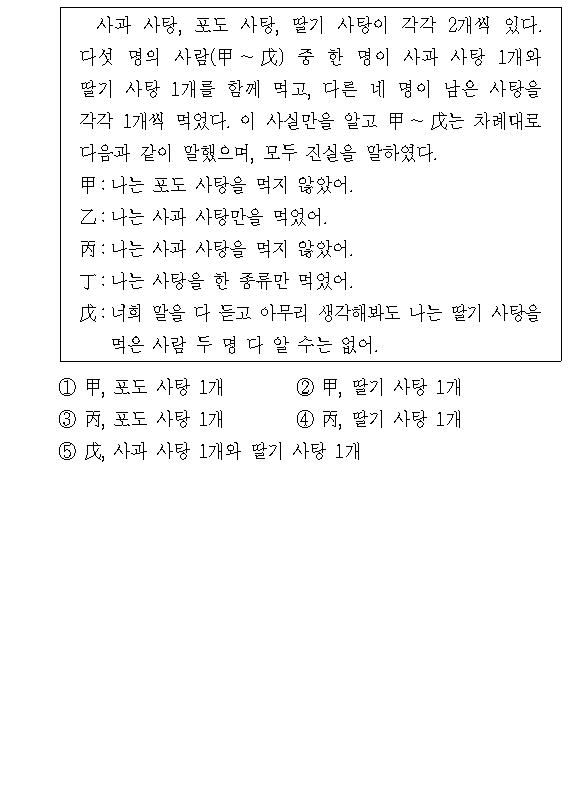 사과 사탕, 포도 사탕, 딸기 사탕이 각각 2개씩 있다.
다섯 명의 사람(甲 ~ 戊) 중 한 명이 사과 사탕 1개와
딸기 사탕 1개를 함께 먹고, 다른 네 명이 남은 사탕을
각각 1개씩 먹었다. 이 사실만을 알고 甲 ~ 戊는 차례대로
다음과 같이 말했으며, 모두 진실을 말하였다.
甲 : 나는 포도 사탕을 먹지 않았어.
乙 : 나는 사과 사탕만을 먹었어.
丙 : 나는 사과 사탕을 먹지 않았어.
丁 : 나는 사탕을 한 종류만 먹었어.
戊 : 너희 말을 다 듣고 아무리 생각해봐도 나는 딸기 사탕을
먹은 사람 두 명 다 알 수는 없어.
① 甲, 포도 사탕 1개 ② 甲, 딸기 사탕 1개
③ 丙, 포도 사탕 1개 ④ 丙, 딸기 사탕 1개
⑤ 戊, 사과 사탕 1개와 딸기 사탕 1개